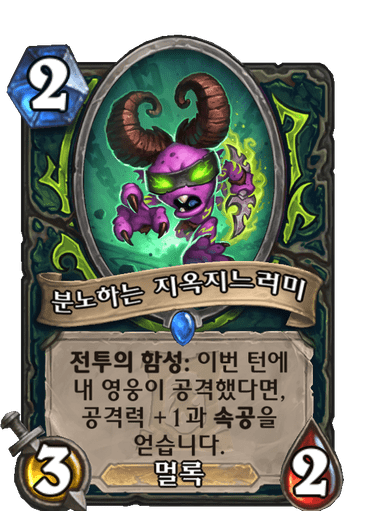 2
분노하는 지옥지느러미
전투의 함성: 이번 턴에
내 영웅이 공격했다면,
공격력 +1과 속공을
얻습니다.
멀록
3
2